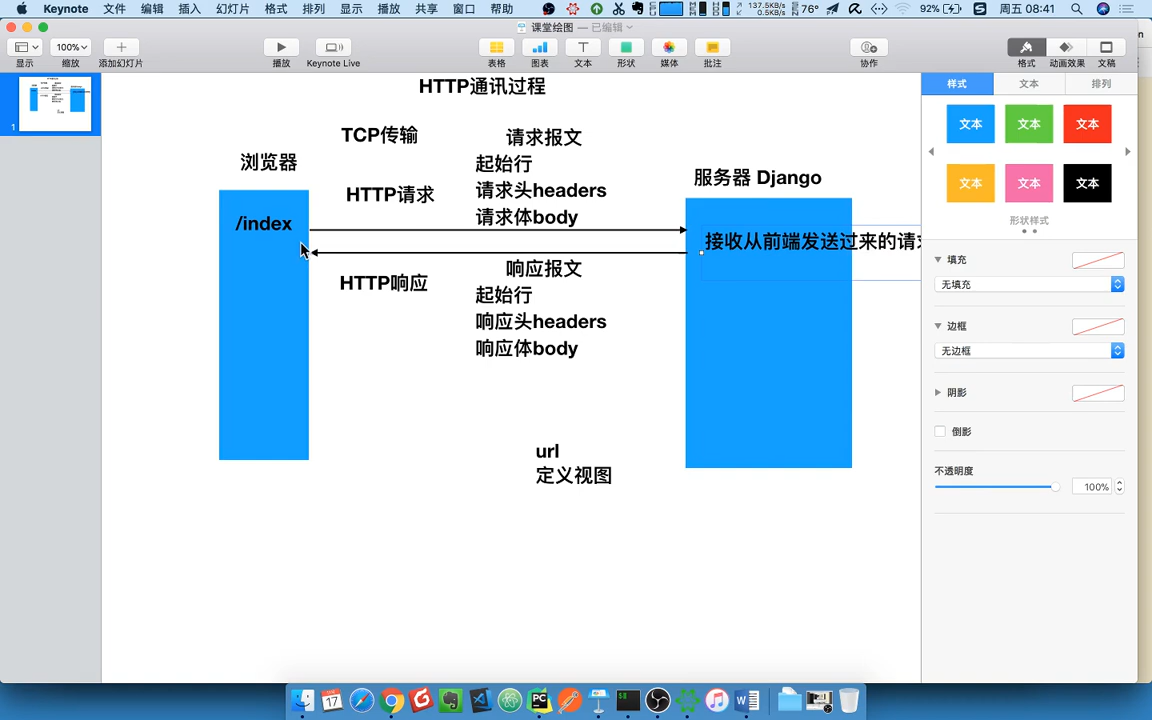 Keynote 文件 编辑 插入 幻灯片 格式 排列 显示 播放 共享 窗口 帮助
137.5KB/s
0.5KB/s
76° 92% 周五 08:41
课堂绘图 — 已编辑
100%
显示 缩放 添加幻灯片 播放 Keynote Live 表格 图表 文本 形状 媒体 批注 协作 格式 动画效果 文稿
1
HTTP通讯过程
TCP传输
请求报文
浏览器
起始行
HTTP请求
请求头headers
服务器 Django
请求体body
/index
接收从前端发送过来的请
响应报文
HTTP响应
起始行
响应头headers
响应体body
url
定义视图
样式 文本 排列
文本 文本 文本
文本 文本 文本
形状样式
填充
无填充
边框
无边框
阴影
倒影
不透明度
100%
17
PC